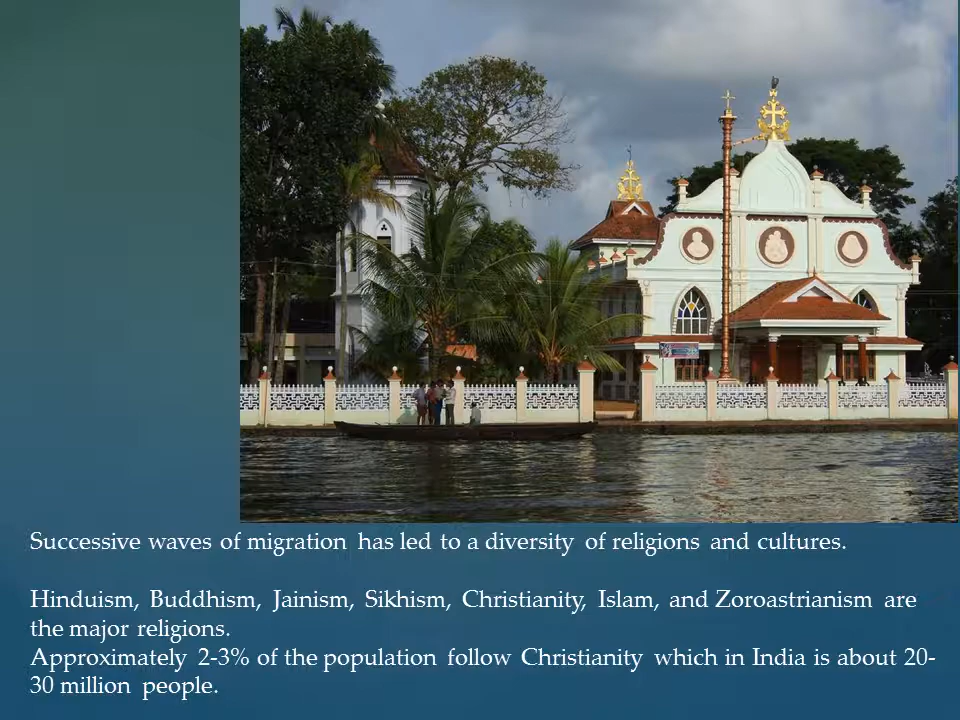 Successive waves of migration has led to a diversity of religions and cultures.
Hinduism, Buddhism, Jainism, Sikhism, Christianity, Islam, and Zoroastrianism are
the major religions.
Approximately 2-3% of the population follow Christianity which in India is about 20-
30 million people.